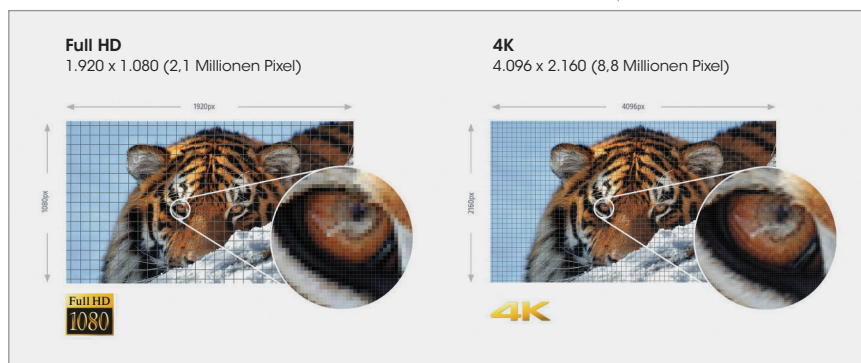 Full HD
1.920 x 1.080 (2,1 Millionen Pixel)
1920px
1080px
Full HD
1080
4K
4.096 x 2.160 (8,8 Millionen Pixel)
4096px
2160px
4K